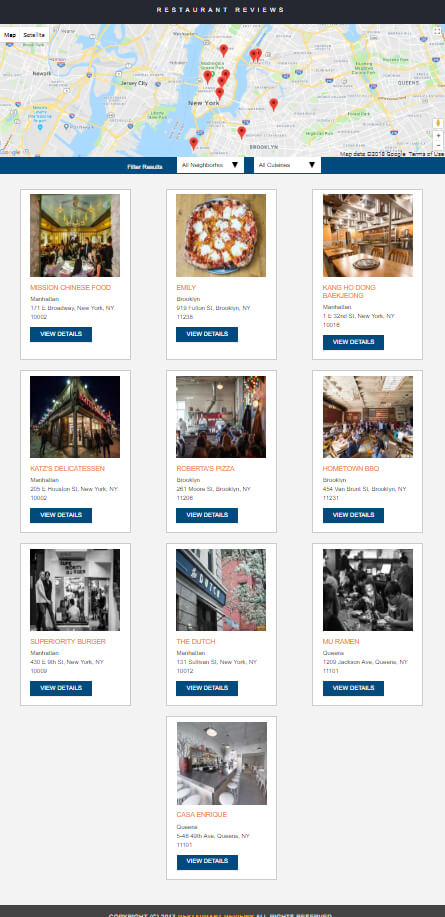 RESTAURANT REVIEWS
Map Satellite
Newark
Jersey City
New York
QUEENS
BROOKLYN
Google
Map data ©2018 Google Terms of Use
Filter Results
All Neighborhoo
All Cuisines
MISSION CHINESE FOOD
Manhattan
171 E Broadway, New York, NY
10002
VIEW DETAILS
EMILY
Brooklyn
919 Fulton St, Brooklyn, NY
11238
VIEW DETAILS
KANG HO DONG
BAEKJEONG
Manhattan
1 E 32nd St, New York, NY
10016
VIEW DETAILS
KATZ'S DELICATESSEN
Manhattan
205 E Houston St, New York, NY
10002
VIEW DETAILS
ROBERTA'S PIZZA
Brooklyn
261 Moore St, Brooklyn, NY
11206
VIEW DETAILS
HOMETOWN BBQ
Brooklyn
454 Van Brunt St, Brooklyn, NY
11231
VIEW DETAILS
SUPERIORITY BURGER
Manhattan
430 E 9th St, New York, NY
10009
VIEW DETAILS
THE DUTCH
Manhattan
131 Sullivan St, New York, NY
10012
VIEW DETAILS
MU RAMEN
Queens
1209 Jackson Ave, Queens, NY
11101
VIEW DETAILS
CASA ENRIQUE
Queens
5-48 49th Ave, Queens, NY
11101
VIEW DETAILS
COPYRIGHT (C) 2017 RESTAURANT REVIEWS ALL RIGHTS RESERVED